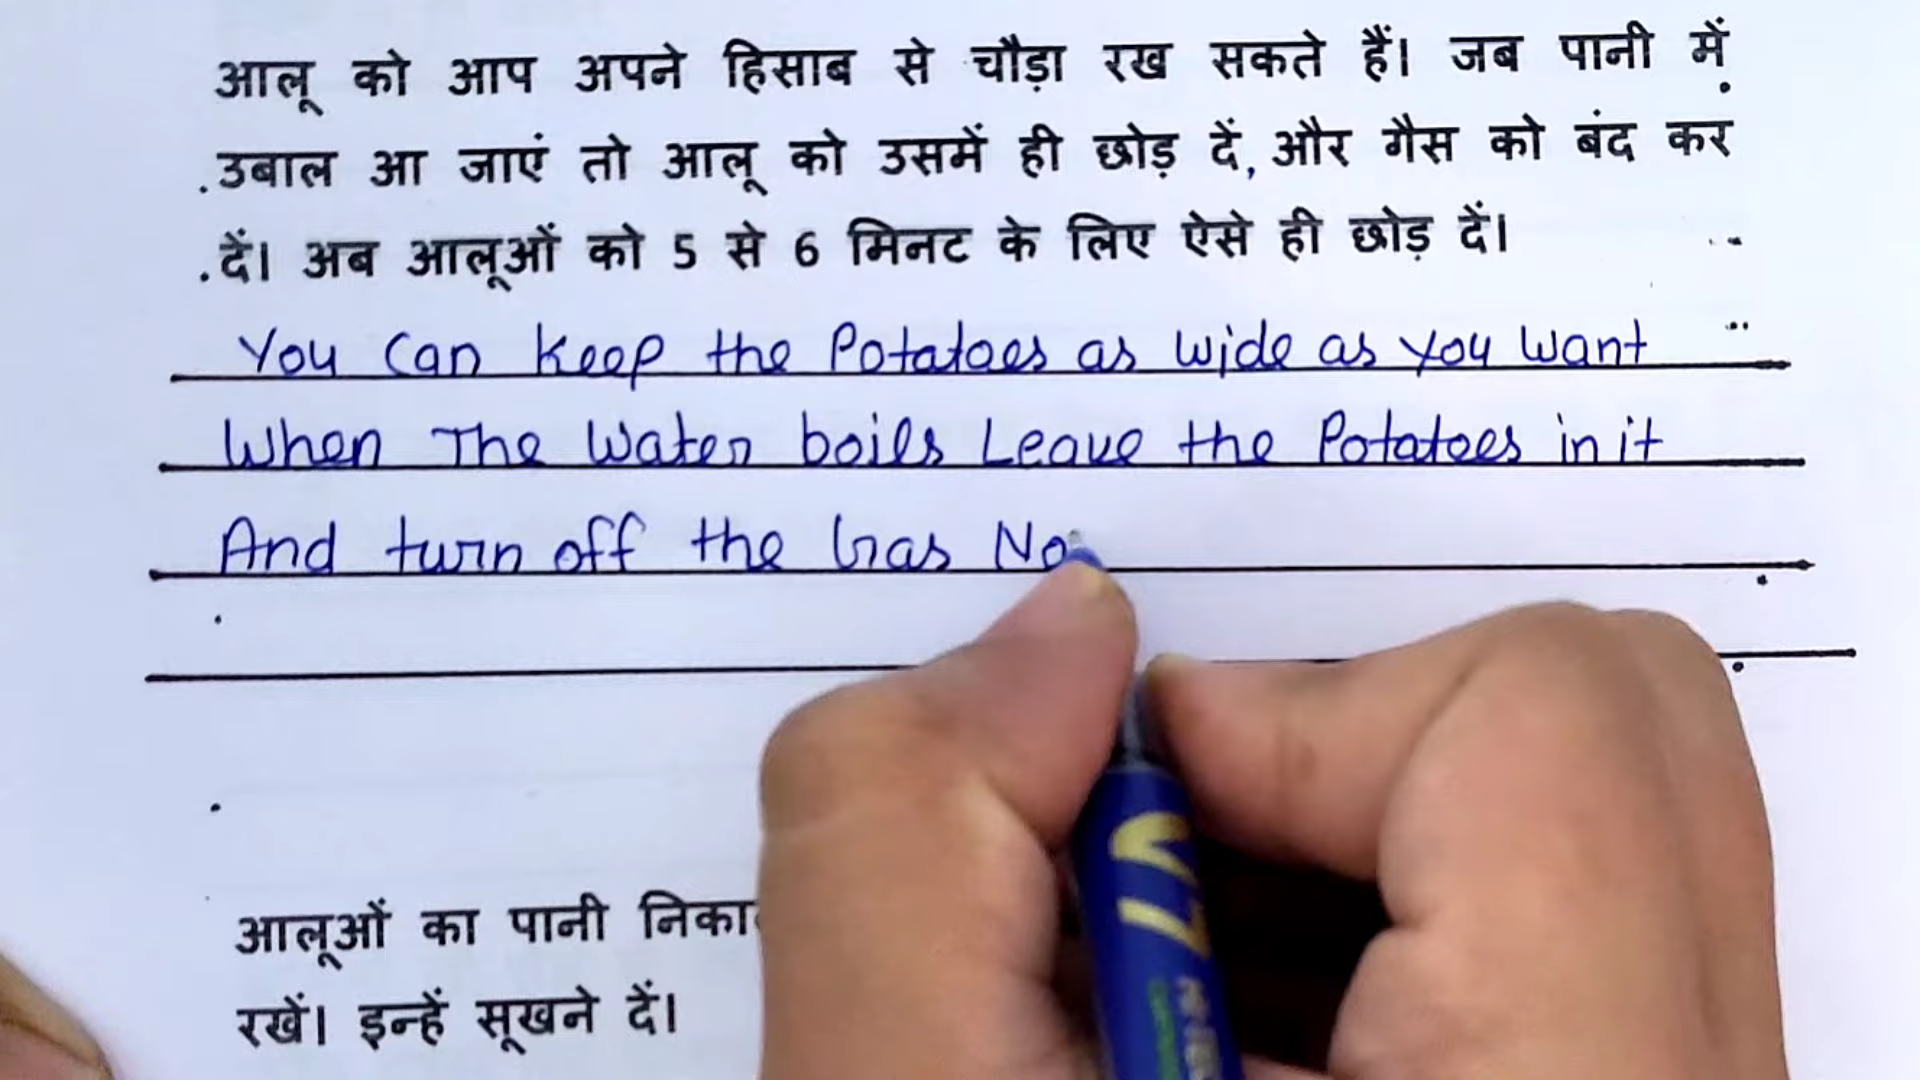 आलू को आप अपने हिसाब से चौड़ा रख सकते हैं। जब पानी में
उबाल आ जाएं तो आलू को उसमें ही छोड़ दें, और गैस को बंद कर
दें। अब आलूओं को 5 से 6 मिनट के लिए ऐसे ही छोड़ दें।
You Can Keep the Potatoes as wide as you want
When The Water boils Leave the Potatoes in it
And turn off the Gas No
आलूओं का पानी
रखें। इन्हें सूखने दें।
V7